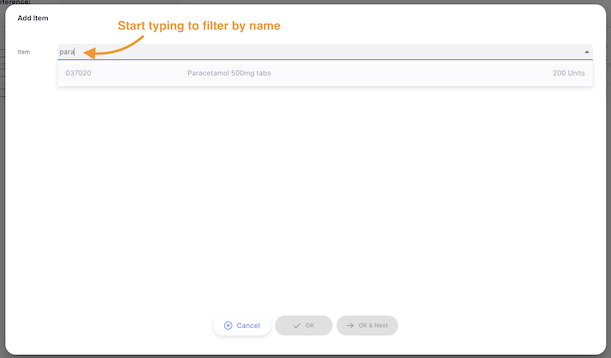 ference:
Add Item
Start typing to filter by name
Item para
037020 Paracetamol 500mg tabs 200 Units
Cancel OK OK & Next